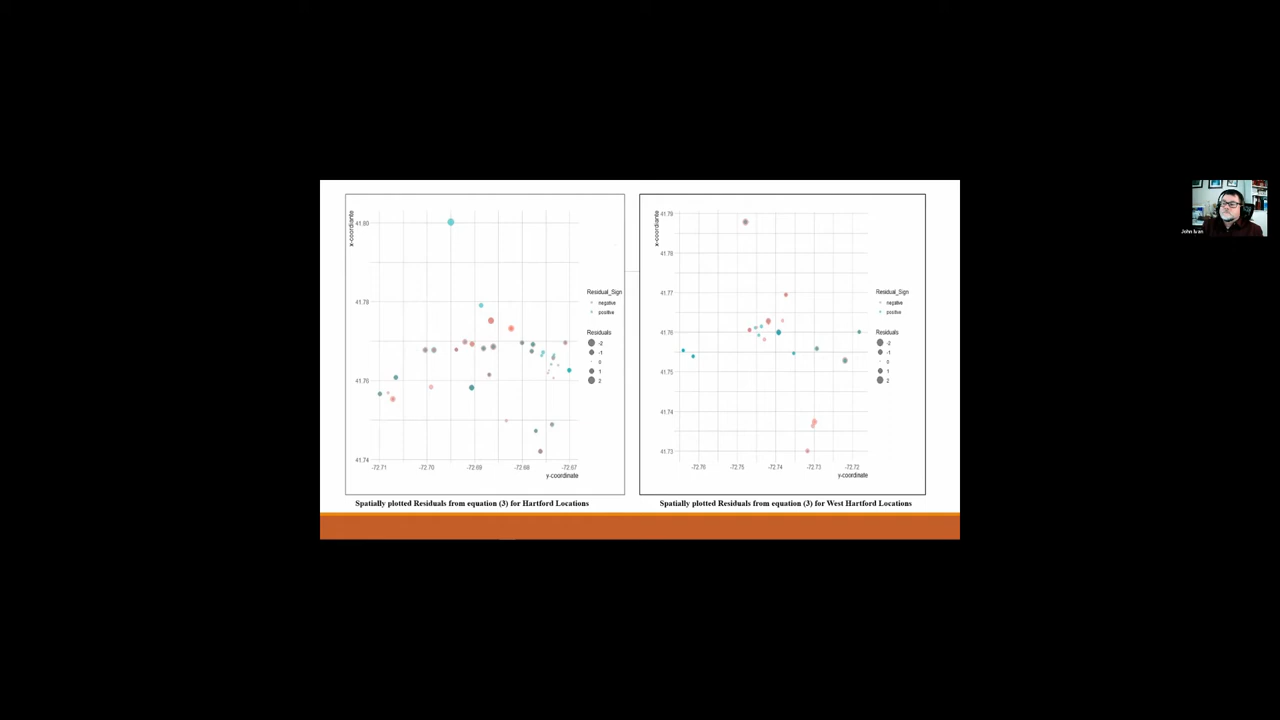 x-coordiante
41.80
41.78
41.76
41.74
-72.71
-72.70
-72.69
-72.68
-72.67
y-coordinate
Residual_Sign
negative
positive
Residuals
-2
-1
0
1
2
Spatially plotted Residuals from equation (3) for Hartford Locations
x-coordiante
41.79
41.78
41.77
41.76
41.75
41.74
41.73
-72.76
-72.75
-72.74
-72.73
-72.72
y-coordinate
Residual_Sign
negative
positive
Residuals
-2
-1
0
1
2
Spatially plotted Residuals from equation (3) for West Hartford Locations
John Ivan